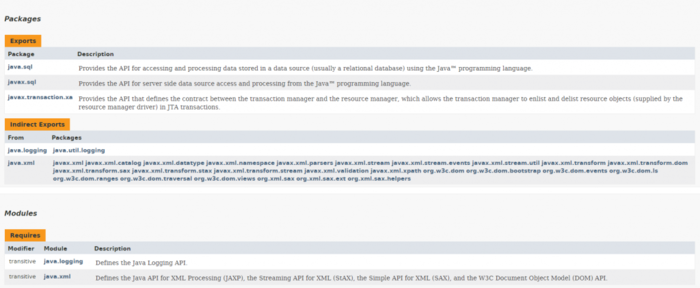 Packages
Exports
Package Description
java.sql Provides the API for accessing and processing data stored in a data source (usually a relational database) using the Java™ programming language.
javax.sql Provides the API for server side data source access and processing from the Java™ programming language.
javax.transaction.xa Provides the API that defines the contract between the transaction manager and the resource manager, which allows the transaction manager to enlist and delist resource objects (supplied by the
resource manager driver) in JTA transactions.
Indirect Exports
From Packages
java.logging java.util.logging
java.xml javax.xml javax.xml.catalog javax.xml.datatype javax.xml.namespace javax.xml.parsers javax.xml.stream javax.xml.stream.events javax.xml.stream.util javax.xml.transform javax.xml.transform.dom
javax.xml.transform.sax javax.xml.transform.stax javax.xml.transform.stream javax.xml.validation javax.xml.xpath org.w3c.dom org.w3c.dom.bootstrap org.w3c.dom.events org.w3c.dom.ls
org.w3c.dom.ranges org.w3c.dom.traversal org.w3c.dom.views org.xml.sax org.xml.sax.ext org.xml.sax.helpers
Modules
Requires
Modifier Module Description
transitive java.logging Defines the Java Logging API.
transitive java.xml Defines the Java API for XML Processing (JAXP), the Streaming API for XML (StAX), the Simple API for XML (SAX), and the W3C Document Object Model (DOM) API.